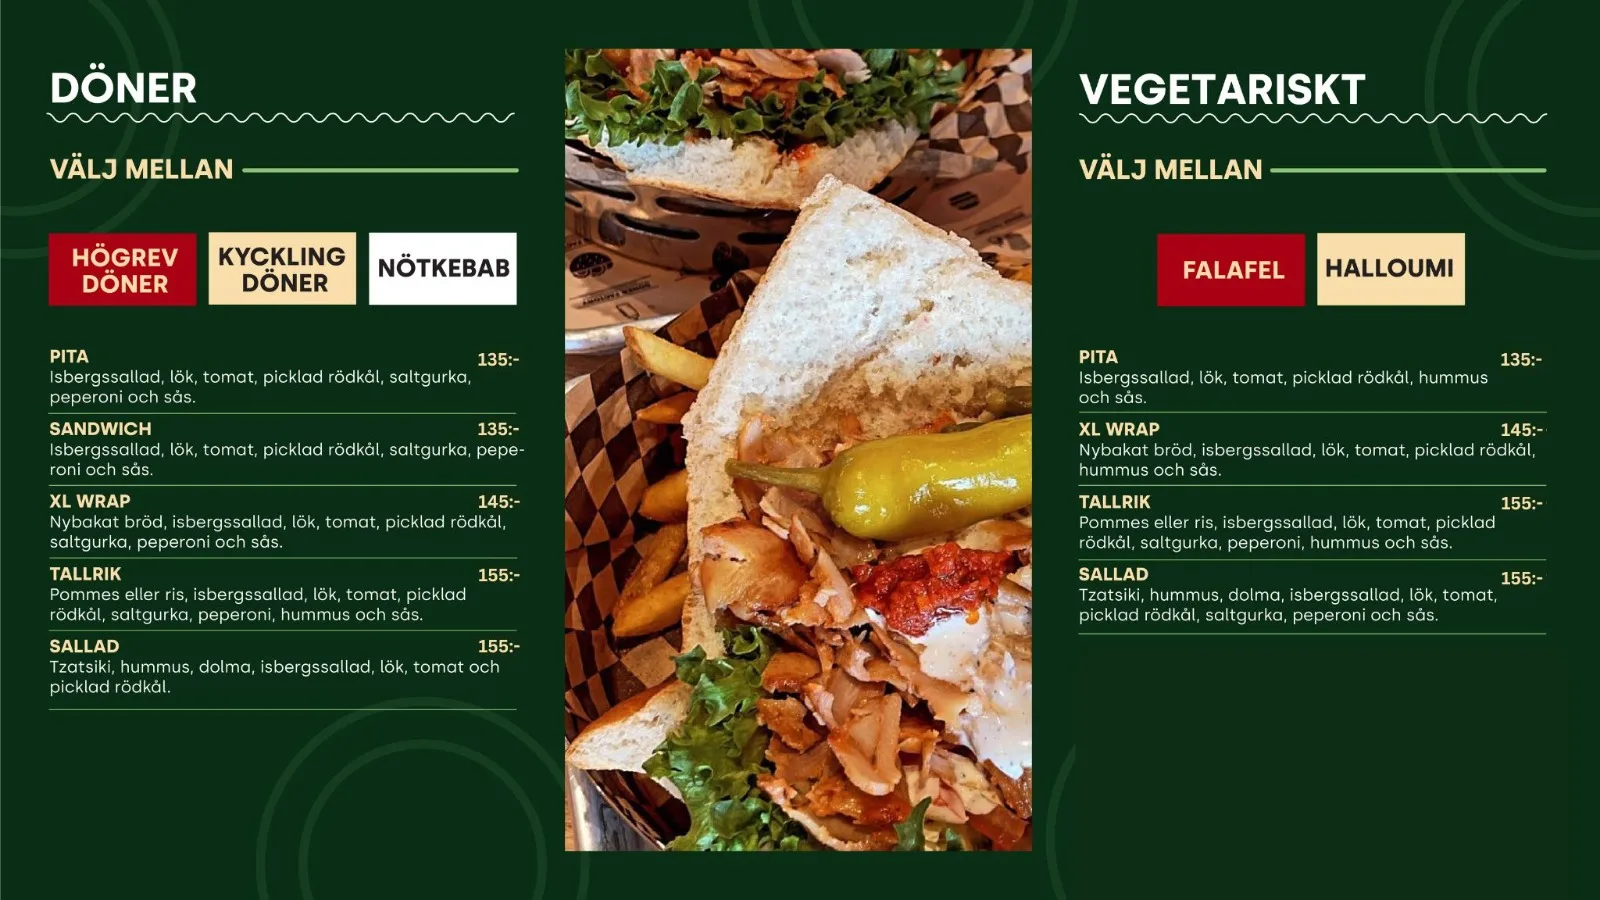 DÖNER
VÄLJ MELLAN
HÖGREV
DÖNER
KYCKLING
DÖNER
NÖTKEBAB
PITA
135:-
Isbergssallad, lök, tomat, picklad rödkål, saltgurka,
peperoni och sås.
SANDWICH
135:-
Isbergssallad, lök, tomat, picklad rödkål, saltgurka, pepe-
roni och sås.
XL WRAP
145:-
Nybakat bröd, isbergssallad, lök, tomat, picklad rödkål,
saltgurka, peperoni och sås.
TALLRIK
155:-
Pommes eller ris, isbergssallad, lök, tomat, picklad
rödkål, saltgurka, peperoni, hummus och sås.
SALLAD
155:-
Tzatsiki, hummus, dolma, isbergssallad, lök, tomat och
picklad rödkål.
VEGETARISKT
VÄLJ MELLAN
FALAFEL
HALLOUMI
PITA
135:-
Isbergssallad, lök, tomat, picklad rödkål, hummus
och sås.
XL WRAP
145:-
Nybakat bröd, isbergssallad, lök, tomat, picklad rödkål,
hummus och sås.
TALLRIK
155:-
Pommes eller ris, isbergssallad, lök, tomat, picklad
rödkål, saltgurka, peperoni, hummus och sås.
SALLAD
155:-
Tzatsiki, hummus, dolma, isbergssallad, lök, tomat,
picklad rödkål, saltgurka, peperoni och sås.